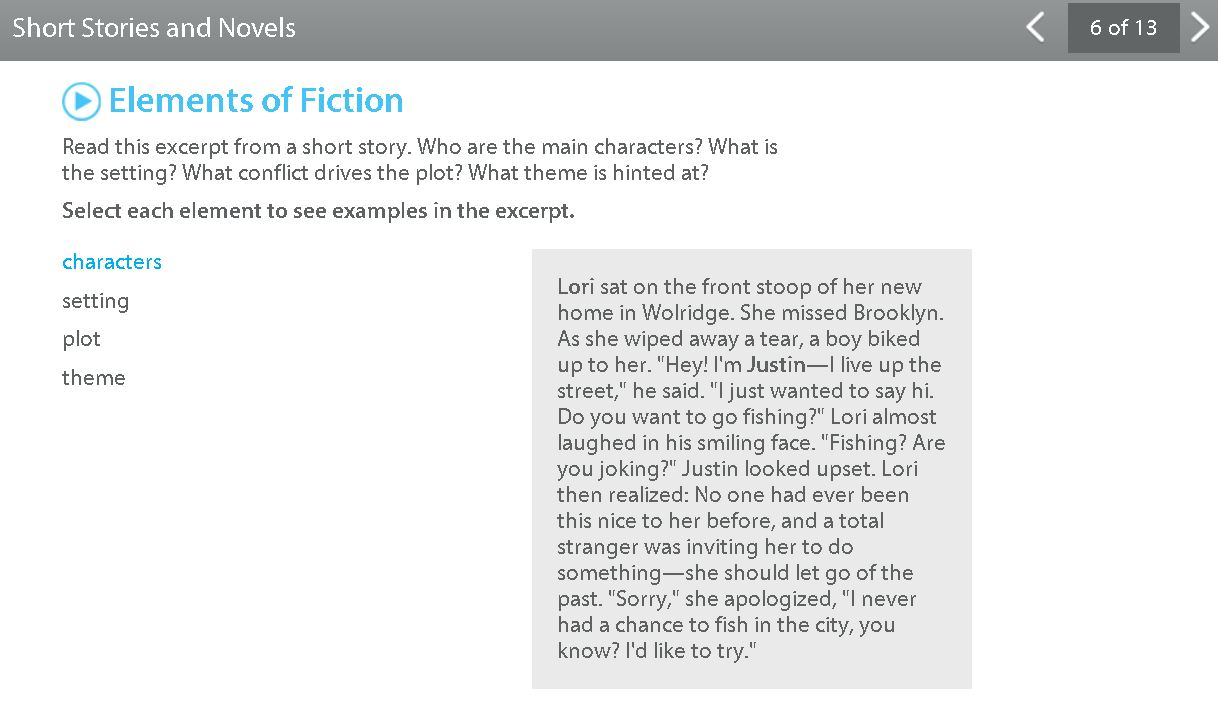 Short Stories and Novels
6 of 13
Elements of Fiction
Read this excerpt from a short story. Who are the main characters? What is
the setting? What conflict drives the plot? What theme is hinted at?
Select each element to see examples in the excerpt.
characters
setting
plot
theme
Lori sat on the front stoop of her new
home in Wolridge. She missed Brooklyn.
As she wiped away a tear, a boy biked
up to her. "Hey! I'm Justin—I live up the
street," he said. "I just wanted to say hi.
Do you want to go fishing?" Lori almost
laughed in his smiling face. "Fishing? Are
you joking?" Justin looked upset. Lori
then realized: No one had ever been
this nice to her before, and a total
stranger was inviting her to do
something—she should let go of the
past. "Sorry," she apologized, "I never
had a chance to fish in the city, you
know? I'd like to try."